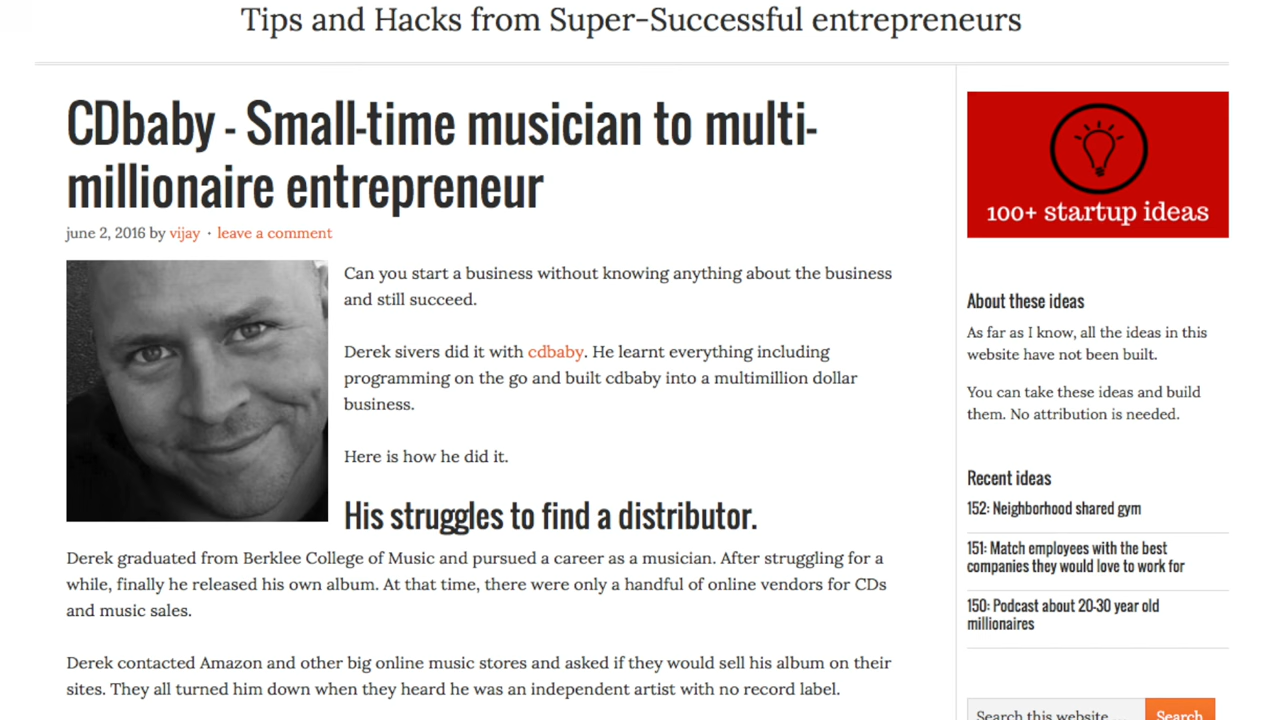 Tips and Hacks from Super-Successful entrepreneurs
CDbaby - Small-time musician to multi-
millionaire entrepreneur
june 2, 2016 by vijay · leave a comment
Can you start a business without knowing anything about the business
and still succeed.
Derek sivers did it with cdbaby. He learnt everything including
programming on the go and built cdbaby into a multimillion dollar
business.
Here is how he did it.
His struggles to find a distributor.
Derek graduated from Berklee College of Music and pursued a career as a musician. After struggling for a
while, finally he released his own album. At that time, there were only a handful of online vendors for CDs
and music sales.
Derek contacted Amazon and other big online music stores and asked if they would sell his album on their
sites. They all turned him down when they heard he was an independent artist with no record label.
100+ startup ideas
About these ideas
As far as I know, all the ideas in this
website have not been built.
You can take these ideas and build
them. No attribution is needed.
Recent ideas
152: Neighborhood shared gym
151: Match employees with the best
companies they would love to work for
150: Podcast about 20-30 year old
millionaires
Search this website ...
Search